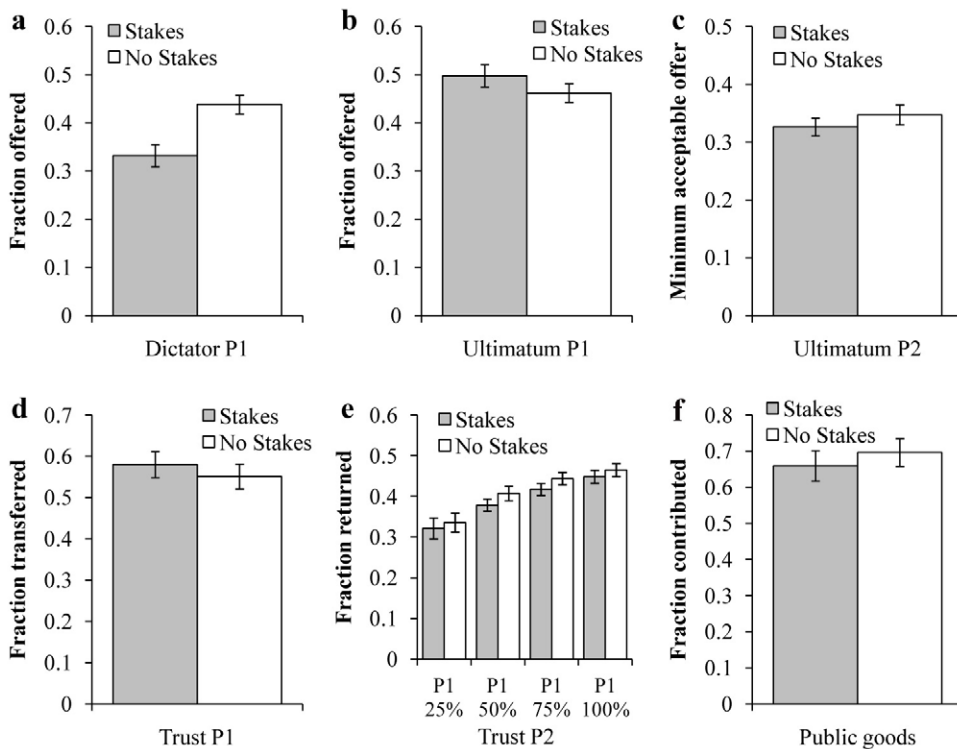 a
Fraction offered
0.6
0.5
0.4
0.3
0.2
0.1
0
Stakes
No Stakes
Dictator P1
b
Fraction offered
0.6
0.5
0.4
0.3
0.2
0.1
0
Stakes
No Stakes
Ultimatum P1
c
Minimum acceptable offer
0.5
0.4
0.3
0.2
0.1
0
Stakes
No Stakes
Ultimatum P2
d
Fraction transferred
0.7
0.6
0.5
0.4
0.3
0.2
0.1
0
Stakes
No Stakes
Trust P1
e
Fraction returned
0.6
0.5
0.4
0.3
0.2
0.1
0
Stakes
No Stakes
P1 P1 P1 P1
25% 50% 75% 100%
Trust P2
f
Fraction contributed
0.8
0.7
0.6
0.5
0.4
0.3
0.2
0.1
0
Stakes
No Stakes
Public goods